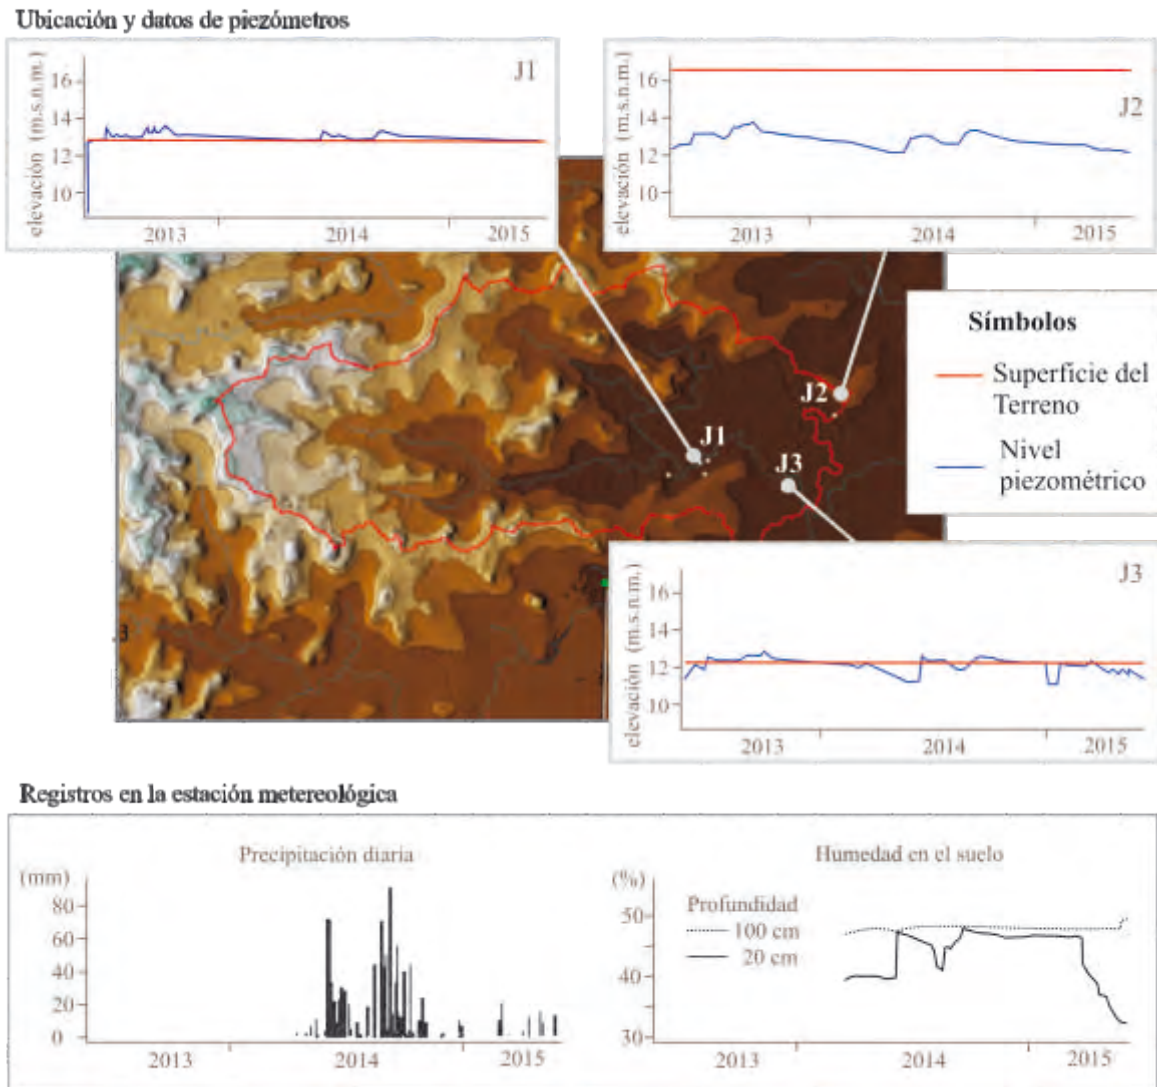 Ubicación y datos de piezómetros
elevación (m.s.n.m.)
16
14
12
10
J1
2013
2014
2015
elevación (m.s.n.m.)
16
14
12
10
J2
2013
2014
2015
Símbolos
Superficie del
Terreno
Nivel
piezométrico
J2
J1
J3
3
elevación (m.s.n.m.)
16
14
12
10
J3
2013
2014
2015
Registros en la estación metereológica
Precipitación diaria
(mm)
80
60
40
20
0
2013
2014
2015
Humedad en el suelo
(%)
50
40
30
Profundidad
100 cm
20 cm
2013
2014
2015